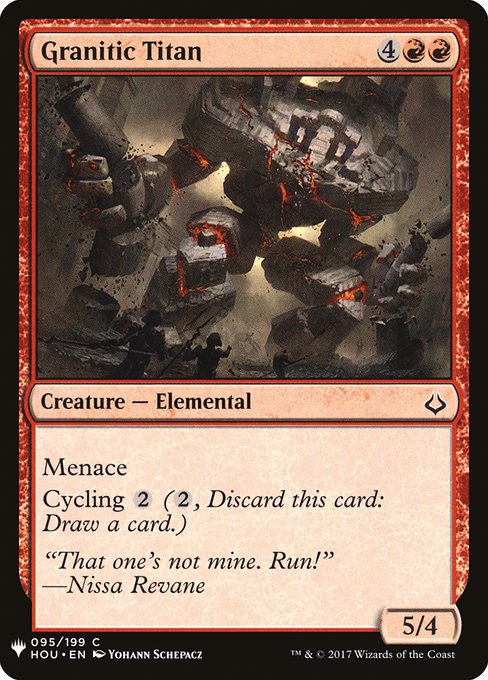 Granitic Titan 4
Creature — Elemental
Menace
Cycling 2 (2, Discard this card:
Draw a card.)
“That one’s not mine. Run!”
—Nissa Revane
5/4
095/199 C
HOU • EN Yohann Schepacz
™ & © 2017 Wizards of the Coast